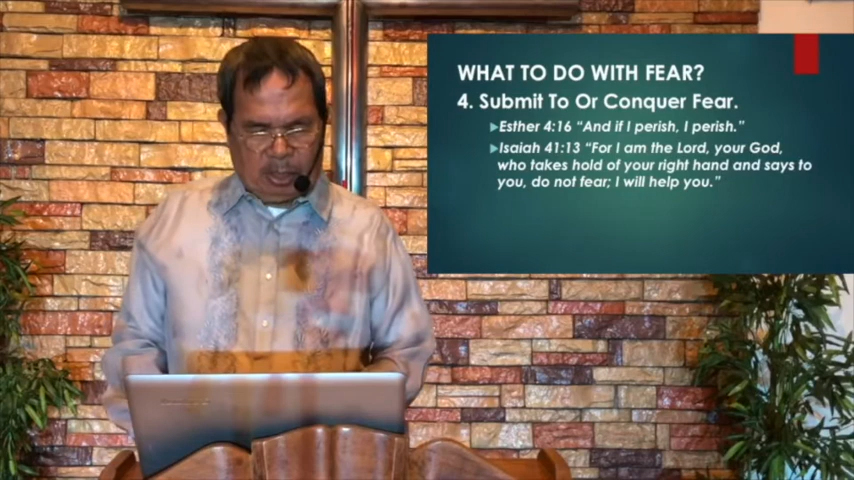 WHAT TO DO WITH FEAR?
4. Submit To Or Conquer Fear.
Esther 4:16 “And if I perish, I perish.”
Isaiah 41:13 “For I am the Lord, your God,
who takes hold of your right hand and says to
you, do not fear; I will help you.”